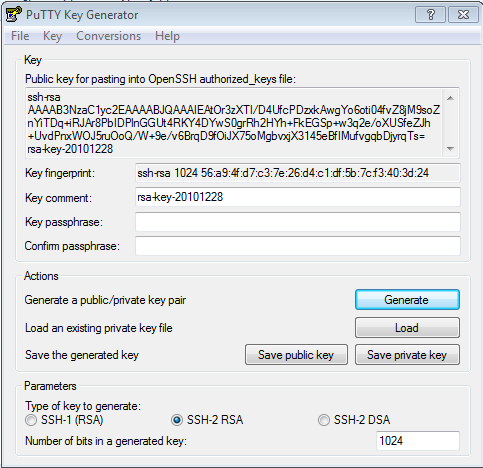 PuTTY Key Generator
File Key Conversions Help
Key
Public key for pasting into OpenSSH authorized_keys file:
ssh-rsa
AAAAB3NzaC1yc2EAAAABJQAAAIEAtOr3zXTI/D4UfcPDzxkAwgYo6oti04fvZ8jM9soZ
nYiTDq+iRJAr8PbIDPlnGGUt4RKY4DYwS0grRh2HYh+FkEGSp+w3q2e/oXUSfeZJh
+UvdPnxWOJ5ruOoQ/W+9e/v6BrqD9fOiJX75oMgbvxjX3145eBfIMufvgqbDjyrqTs=
rsa-key-20101228
Key fingerprint:
ssh-rsa 1024 56:a9:4f:d7:c3:7e:26:d4:c1:df:5b:7c:f3:40:3d:24
Key comment:
rsa-key-20101228
Key passphrase:
Confirm passphrase:
Actions
Generate a public/private key pair
Generate
Load an existing private key file
Load
Save the generated key
Save public key
Save private key
Parameters
Type of key to generate:
SSH-1 (RSA)
SSH-2 RSA
SSH-2 DSA
Number of bits in a generated key:
1024